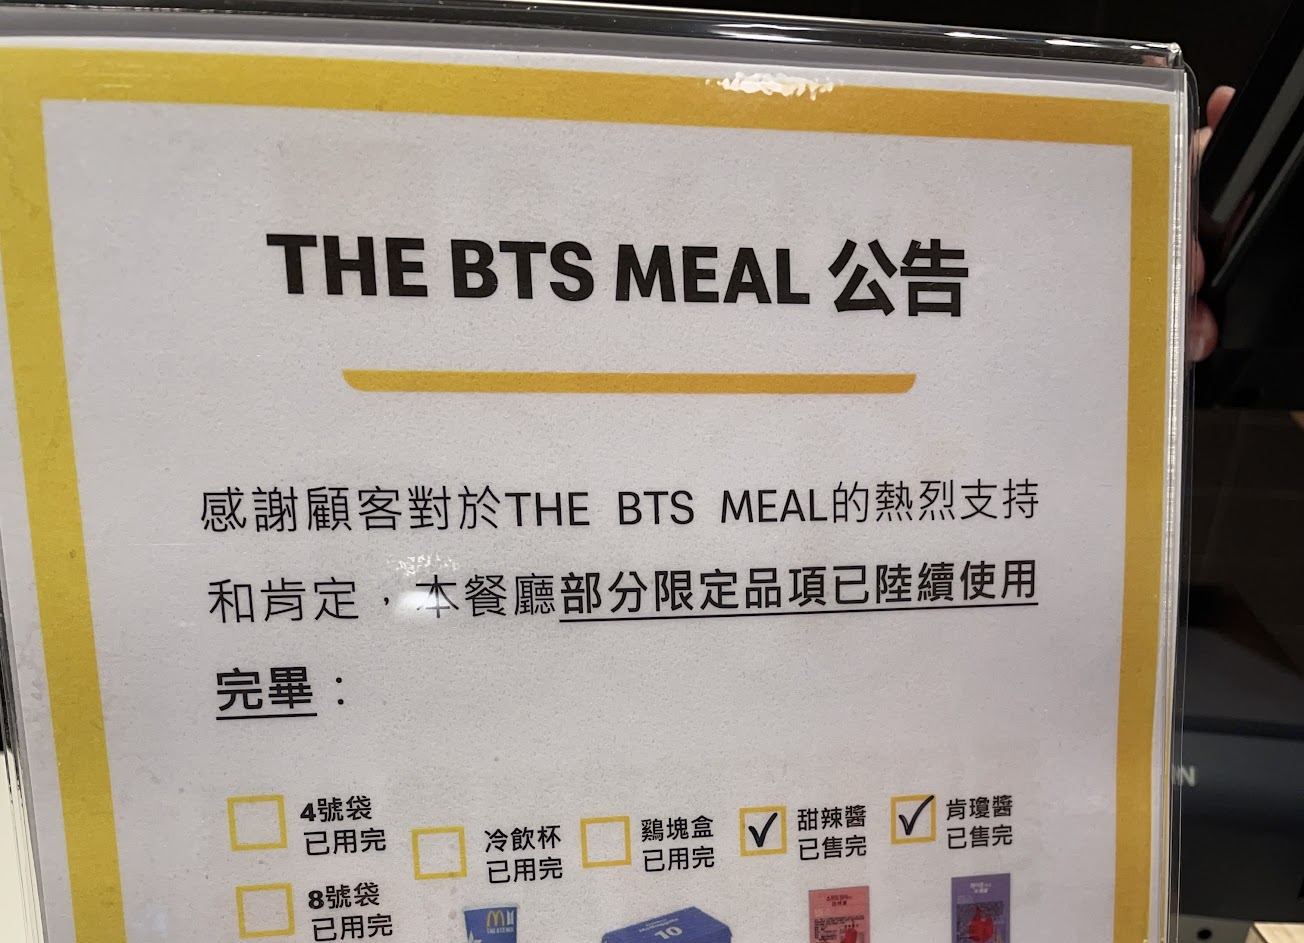 THE BTS MEAL 公告
感謝顧客對於THE BTS MEAL的熱烈支持
和肯定，本餐廳部分限定品項已陸續使用
完畢：
4號袋
已用完
冷飲杯
已用完
鷄塊盒
已用完
甜辣醬
已售完
肯瓊醬
已售完
8號袋
已用完
10
N